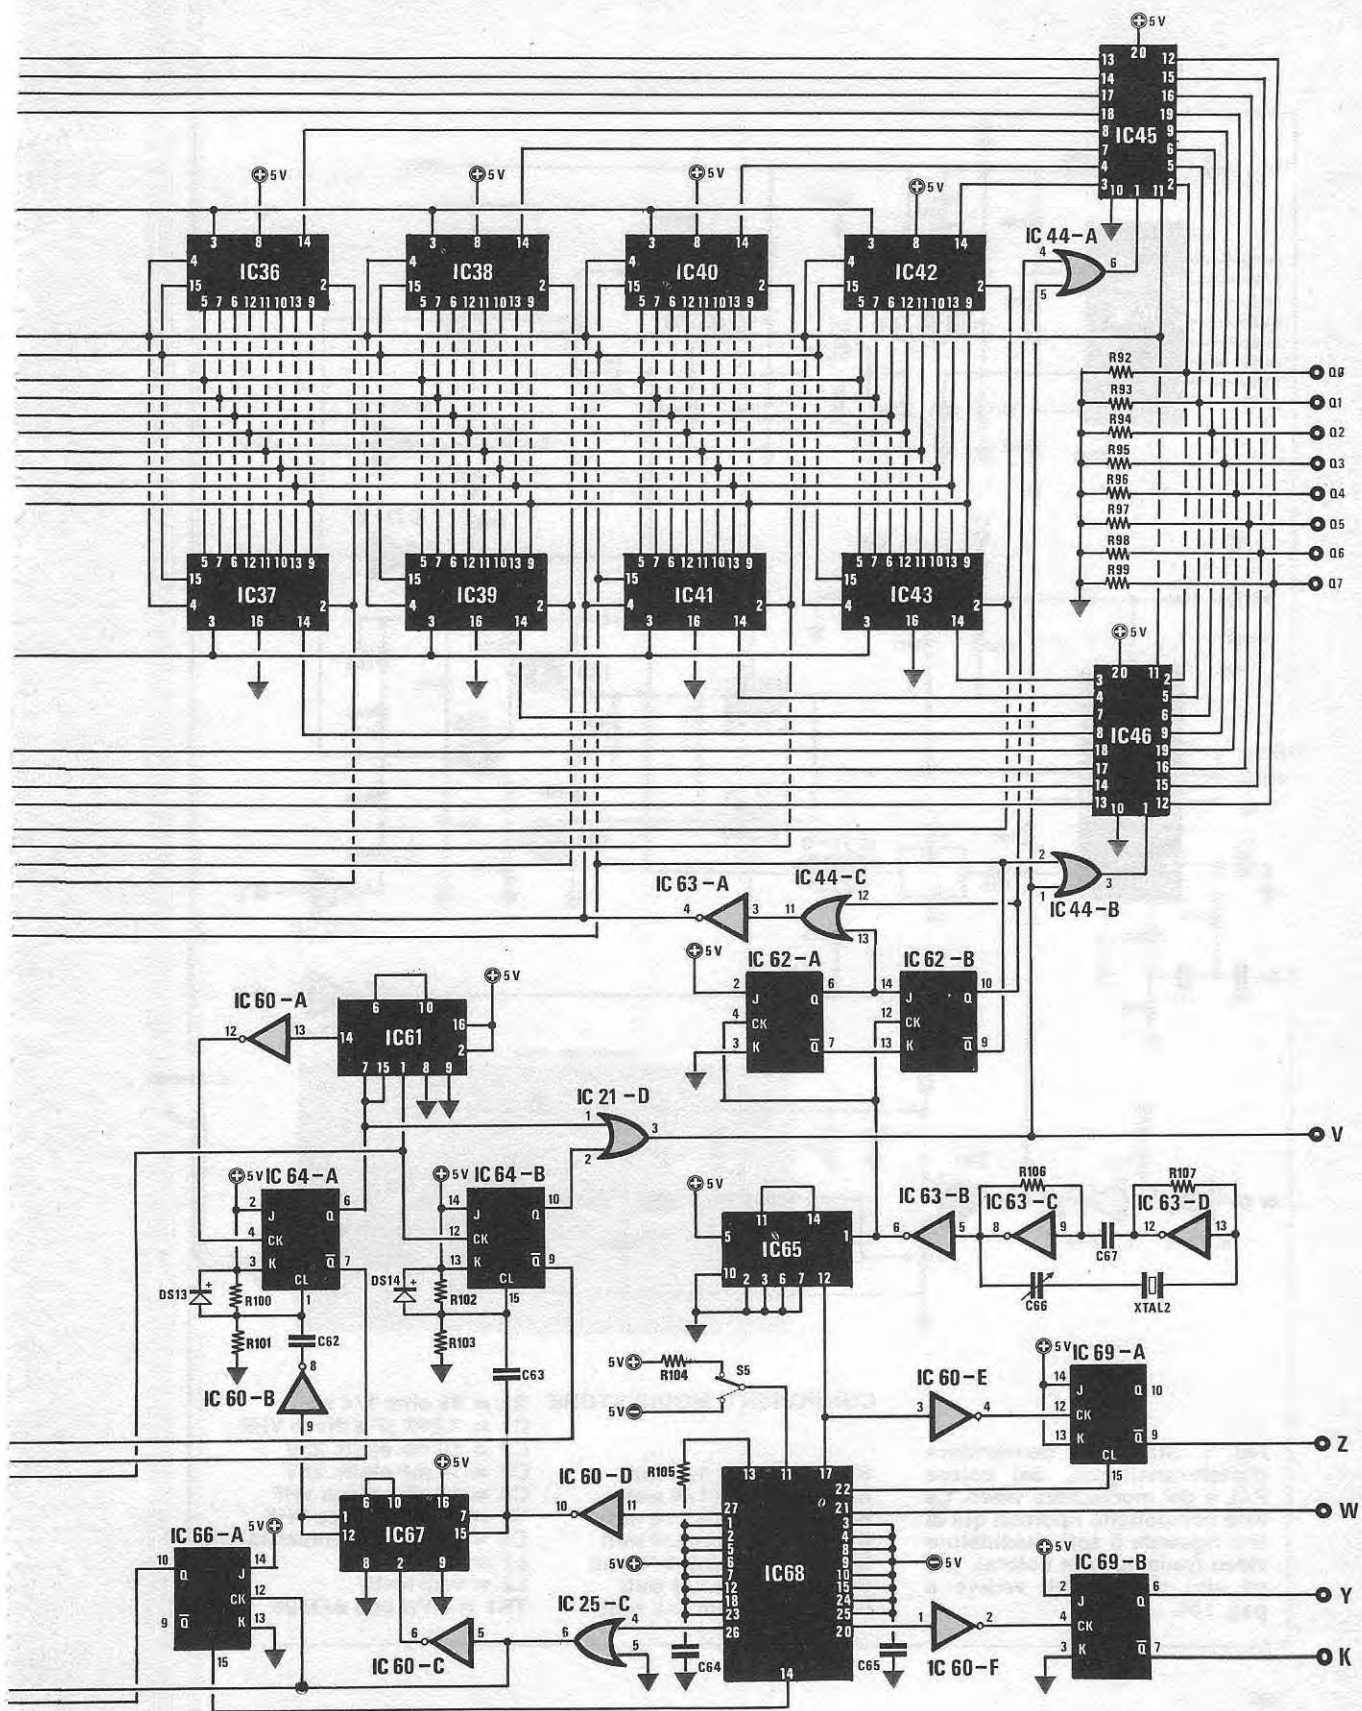 5 V
20
13 12
14 15
17 16
18 19
8 9
7 IC45 6
4 5
3 10 1 11 2
5 V 5 V 5 V 5 V
IC 44-A
4 6
5
3 8 14 3 8 14 3 8 14 3 8 14
4 IC36 2 4 IC38 2 4 IC40 2 4 IC42 2
15 15 15 15
5 7 6 12 11 10 13 9 5 7 6 12 11 10 13 9 5 7 6 12 11 10 13 9 5 7 6 12 11 10 13 9
R92 Q0
R93 Q1
R94 Q2
R95 Q3
R96 Q4
R97 Q5
R98 Q6
R99 Q7
5 7 6 12 11 10 13 9 5 7 6 12 11 10 13 9 5 7 6 12 11 10 13 9 5 7 6 12 11 10 13 9
15 15 15 15
4 IC37 2 4 IC39 2 4 IC41 2 4 IC43 2
3 16 14 3 16 14 3 16 14 3 16 14
5 V
20 11
3 2
4 5
7 6
8 IC46 9
18 19
17 16
14 15
13 10 1 12
IC 63-A IC 44-C
4 3 11 12
13
2 3
1
IC 44-B
5 V IC 62-A IC 62-B
2 J Q 6 14 J Q 10
4 CK 12 CK
3 K Q 7 13 K Q 9
IC 60-A
12 13
6 10
14 IC61 16
2
7 15 1 8 9
5 V
IC 21-D
1 3
2
V
5 V IC 64-A
2 J Q 6
4 CK
3 K Q 7
CL
1
5 V IC 64-B
14 J Q 10
12 CK
13 K Q 9
CL
15
DS13 + R100
R101
C62
DS14 + R102
R103
C63
8
IC 60-B
9
5 V
11 14
5 IC65 1
10 2 3 6 7 12
IC 63-B
6 5
R106
IC 63-C
8 9
C67
R107
IC 63-D
12 13
C66 XTAL2
5V R104 S5
5V
IC 60-E
3 4
5 V IC 69-A
14 J Q 10
12 CK
13 K Q 9
CL
15
Z
W
R105
13 11 17
22
27 21
1 3
2 4
5 8
6 9
7 10
12 15
18 24
23 25
26 20
IC68
14
5V 5V
C64 C65
IC 60-D
10 11
5 V
6 10 16
1 7
12 IC67 15
8 2 9
IC 66-A 5V
10 Q J 14
CK 12
9 Q K 13
15
IC 25-C
6 4
5
6 5
IC 60-C
1 2
IC 60-F
5 V IC 69-B
2 J Q 6
4 CK
3 K Q 7
Y
K